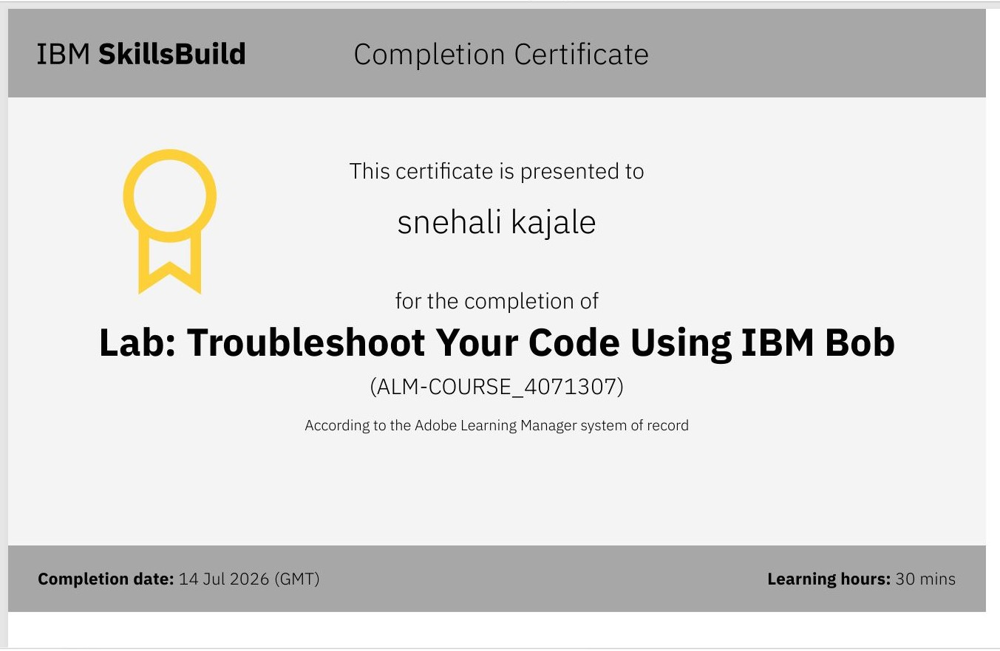 IBM SkillsBuild
Completion Certificate
This certificate is presented to
snehali kajale
for the completion of
Lab: Troubleshoot Your Code Using IBM Bob
(ALM-COURSE_4071307)
According to the Adobe Learning Manager system of record
Completion date: 14 Jul 2026 (GMT)
Learning hours: 30 mins